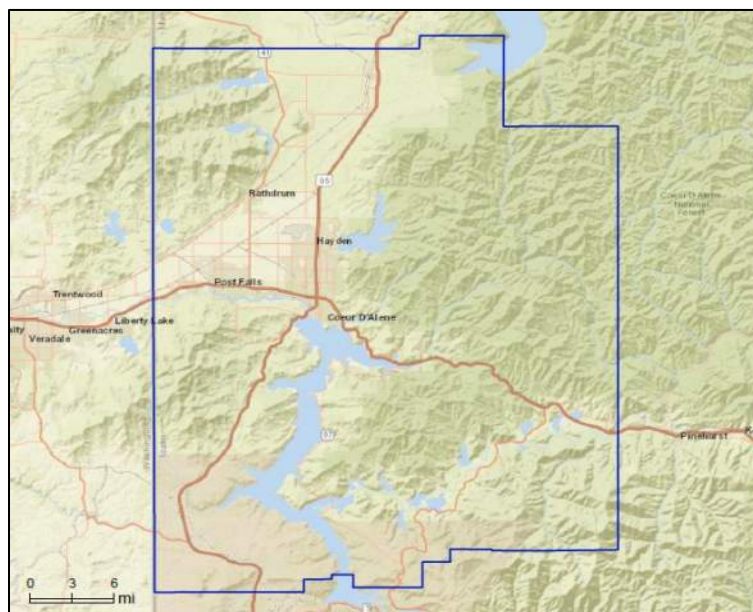 41
95
Rathdrum
Coeur D'Alene
National
Forest
Hayden
Post Falls
Trentwood
Liberty Lake
Coeur D'Alene
Greenacres
Veradale
97
Pinehurst
0 3 6
mi